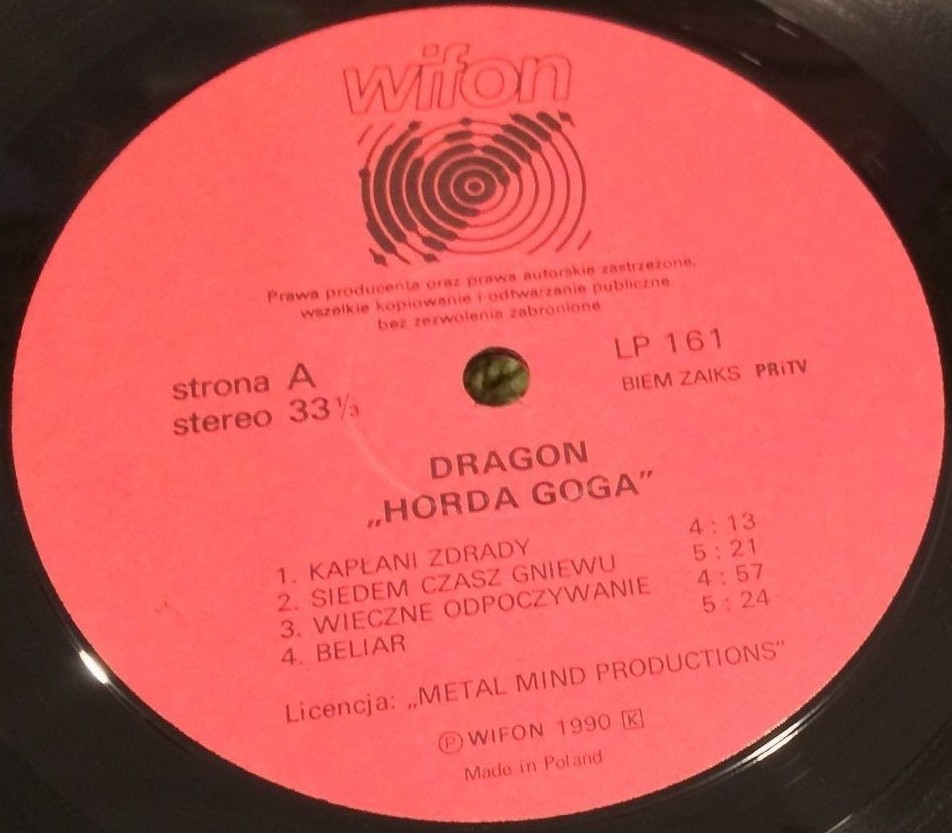 wifon
Prawa producenta oraz prawa autorskie zastrzeżone,
wszelkie kopiowanie i odtwarzanie publiczne
bez zezwolenia zabronione
strona A
stereo 33 ⅓
LP 161
BIEM ZAIKS PRiTV
DRAGON
„HORDA GOGA”
1. KAPŁANI ZDRADY 4 : 13
2. SIEDEM CZASZ GNIEWU 5 : 21
3. WIECZNE ODPOCZYWANIE 4 : 57
4. BELIAR 5 : 24
Licencja: „METAL MIND PRODUCTIONS”
Ⓟ WIFON 1990 K
Made in Poland